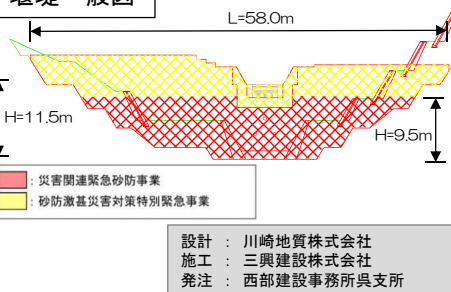 堰堤一般図
L=58.0m
H=11.5m
H=9.5m
：災害関連緊急砂防事業
：砂防激甚災害対策特別緊急事業
設計 ： 川崎地質株式会社
施工 ： 三興建設株式会社
発注 ： 西部建設事務所呉支所